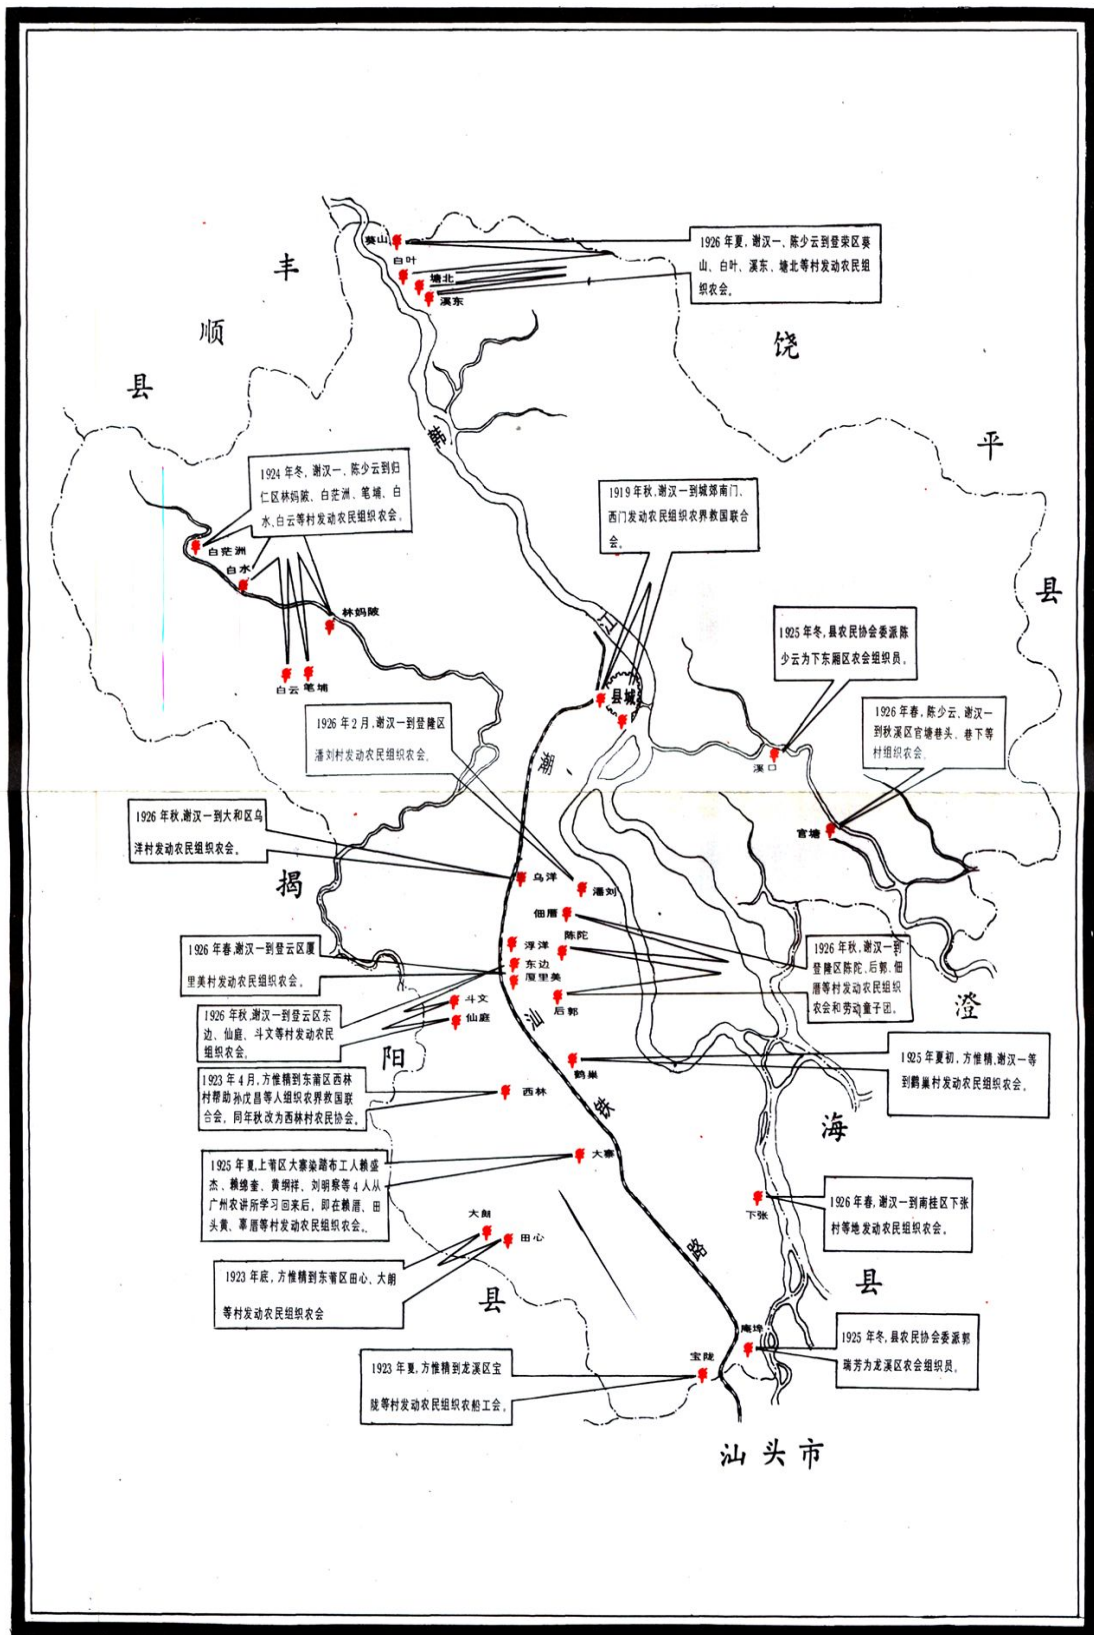 葵山
白叶
塘北
溪东
1926年夏，谢汉一、陈少云到登荣区葵
山、白叶、溪东、塘北等村发动农民组
织农会。
丰
顺
县
饶
平
县
韩
江
1924年冬，谢汉一、陈少云到归
仁区林妈陂、白茫洲、笔埔、白
水、白云等村发动农民组织农会。
1919年秋，谢汉一到城郊南门、
西门发动农民组织农界救国联合
会。
白茫洲
白水
林妈陂
白云
笔埔
县城
1925年冬，县农民协会委派陈
少云为下东厢区农会组织员。
1926年2月，谢汉一到登隆区
潘刘村发动农民组织农会。
1926年春，陈少云、谢汉一
到秋溪区官塘巷头、巷下等
村组织农会。
溪口
官塘
1926年秋，谢汉一到大和区乌
洋村发动农民组织农会。
揭
阳
县
乌洋
潘刘
佃厝
陈陀
浮洋
东边
厦里美
后郭
斗文
仙庭
1926年春，谢汉一到登云区厦
里美村发动农民组织农会。
1926年秋，谢汉一到登云区东
边、仙庭、斗文等村发动农民
组织农会。
1926年秋，谢汉一到
登隆区陈陀、后郭、佃
厝等村发动农民组织
农会和劳动童子团。
澄
海
县
1925年夏初，方惟精、谢汉一等
到鹤巢村发动农民组织农会。
鹤巢
1923年4月，方惟精到东莆区西林
村帮助孙戊昌等人组织农界救国联
合会。同年秋改为西林村农民协会。
西林
铁
路
大寨
1925年夏，上莆区大寨染踏布工人赖盛
杰、赖绵奎、黄纲祥、刘明察等4人从
广州农讲所学习回来后，即在赖厝、田
头黄、辜厝等村发动农民组织农会。
大朗
田心
1923年底，方惟精到东莆区田心、大朗
等村发动农民组织农会
下张
1926年春，谢汉一到南桂区下张
村等地发动农民组织农会。
庵埠
1925年冬，县农民协会委派郭
瑞芳为龙溪区农会组织员。
宝陇
1923年夏，方惟精到龙溪区宝
陇等村发动农民组织农船工会。
汕头市